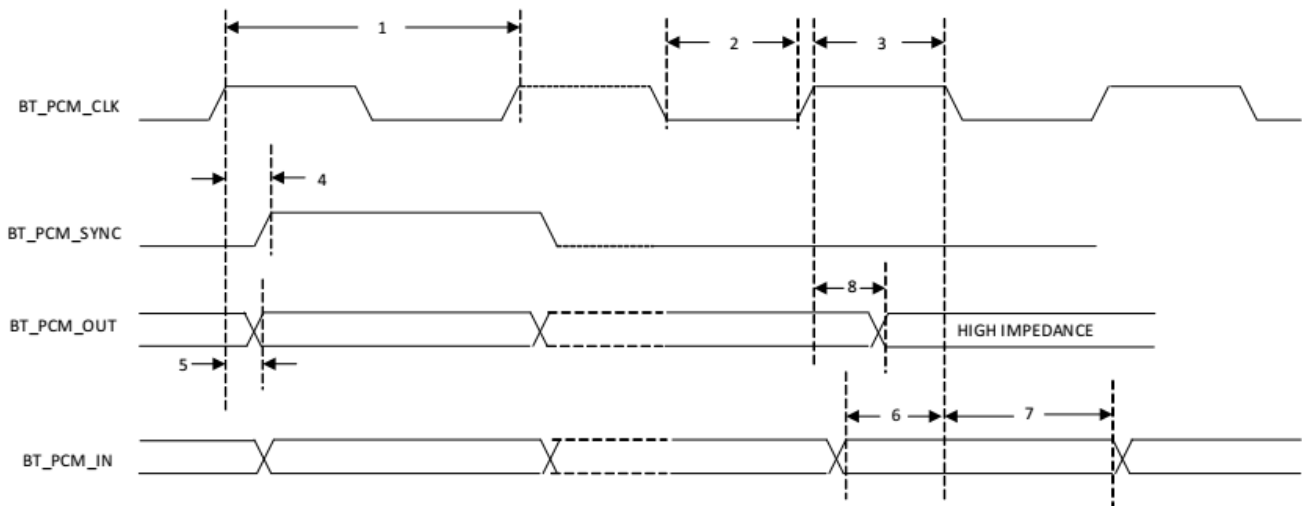 1
2
3
BT_PCM_CLK
4
BT_PCM_SYNC
8
BT_PCM_OUT
HIGH IMPEDANCE
5
6
7
BT_PCM_IN